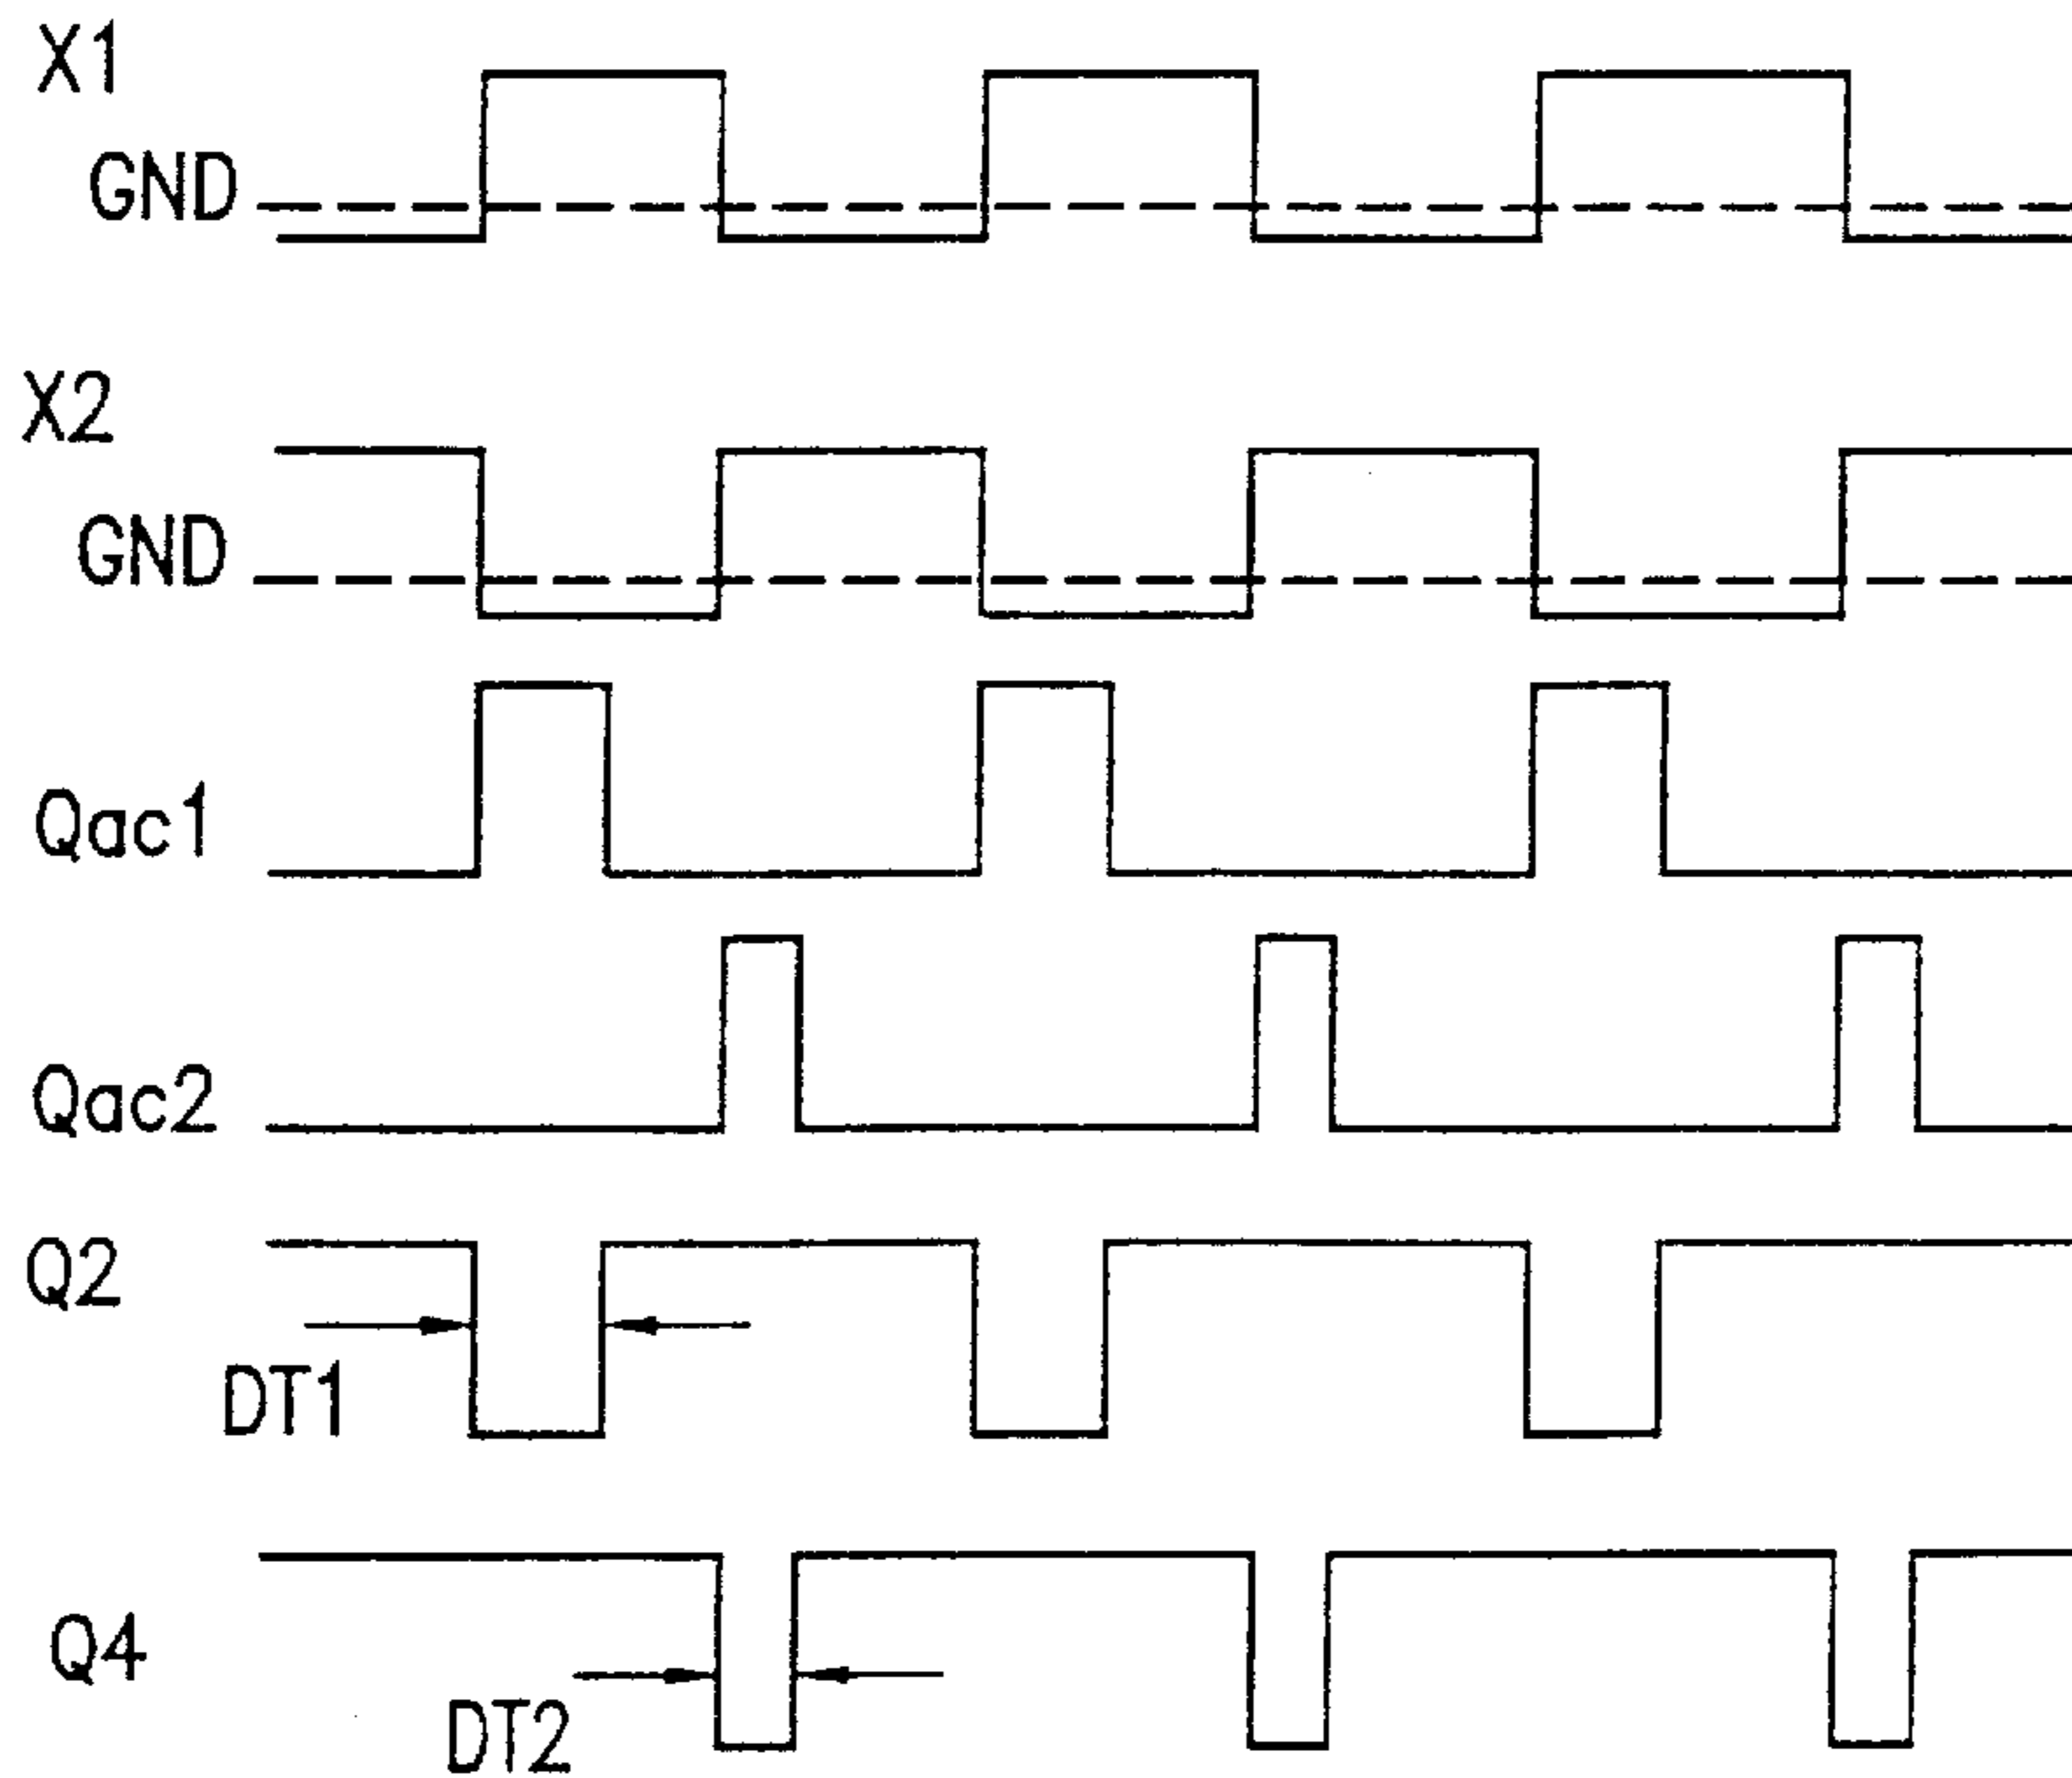 X1
GND
X2
GND
Qac1
Qac2
Q2
DT1
Q4
DT2